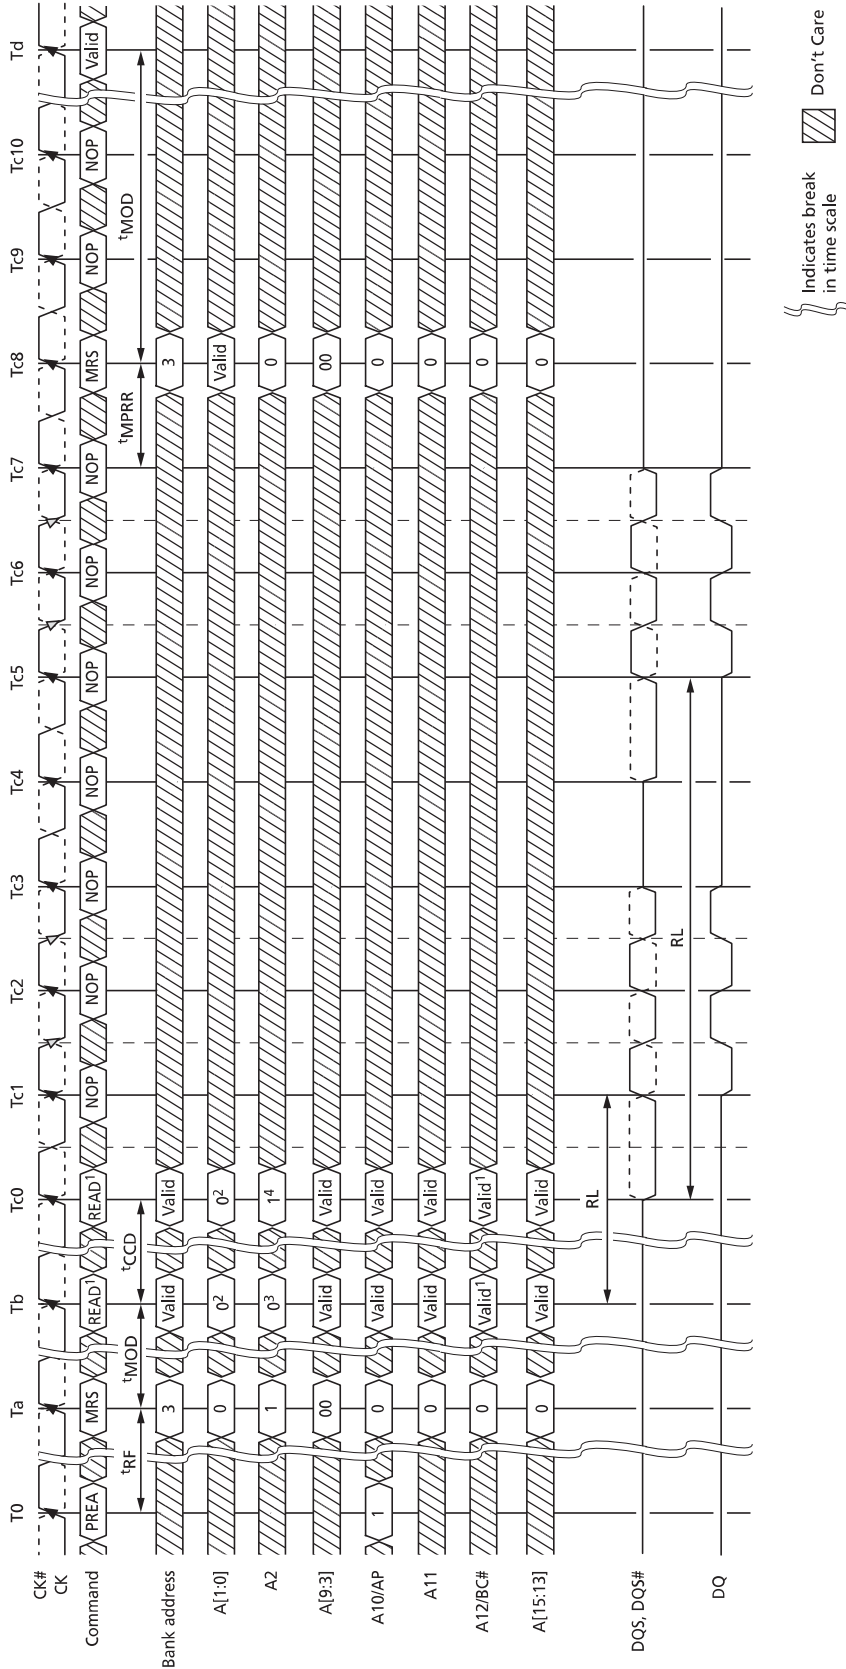 T0 Ta Tb Tc0 Tc1 Tc2 Tc3 Tc4 Tc5 Tc6 Tc7 Tc8 Tc9 Tc10 Td
CK#
CK
Command PREA MRS READ¹ READ¹ NOP NOP NOP NOP NOP NOP NOP MRS NOP NOP Valid
tRF tMOD tCCD tMPRR tMOD
Bank address 3 Valid Valid 3
A[1:0] 0 0² 0² Valid
A2 1 0³ 1⁴ 0
A[9:3] 00 Valid Valid 00
A10/AP 1 0 Valid Valid 0
A11 0 Valid Valid 0
A12/BC# 0 Valid¹ Valid¹ 0
A[15:13] 0 Valid Valid 0
RL
DQS, DQS#
RL
DQ
Indicates break
in time scale
Don't Care